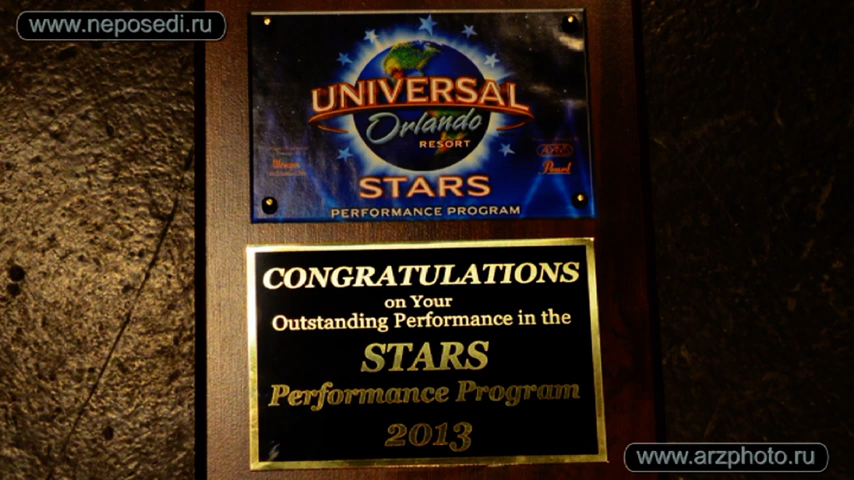 www.neposedi.ru
UNIVERSAL
Orlando
RESORT
STARS
PERFORMANCE PROGRAM
CONGRATULATIONS
on Your
Outstanding Performance in the
STARS
Performance Program
2013
www.arzphoto.ru